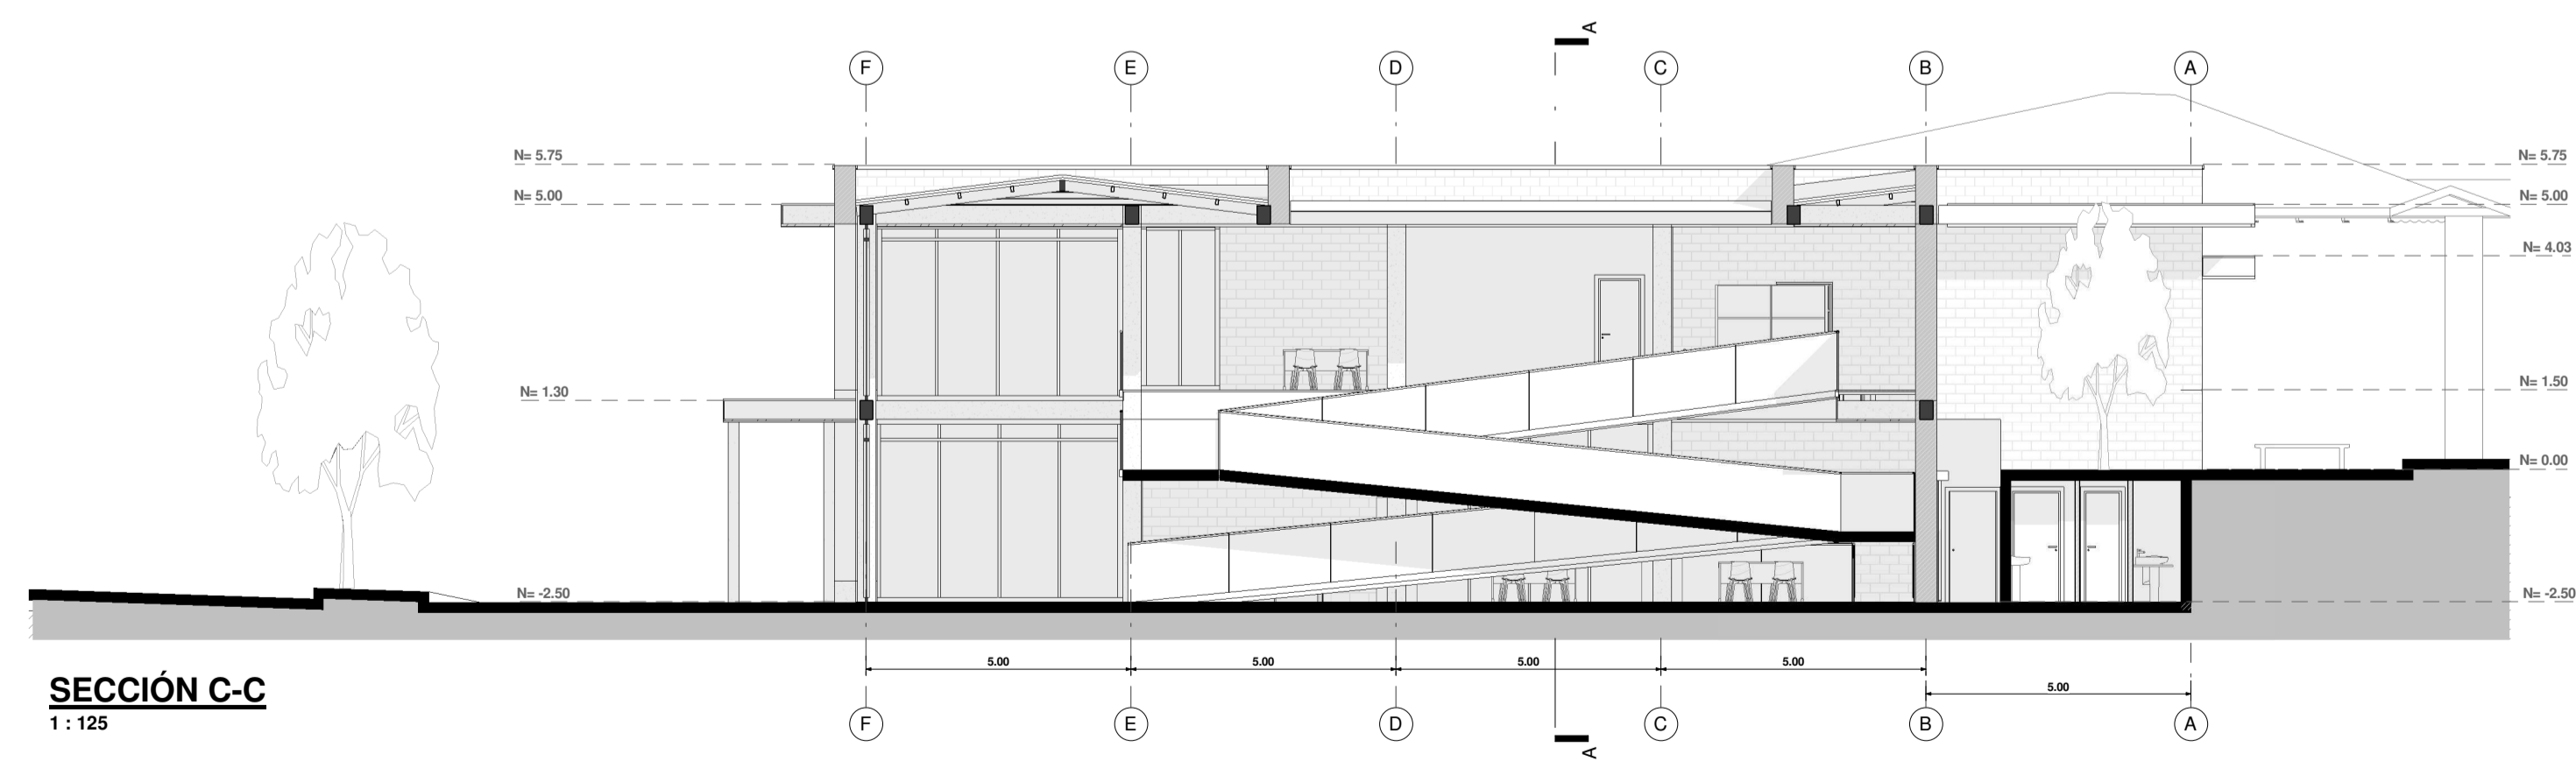 A
F E D C B A
N= 5.75 N= 5.75
N= 5.00 N= 5.00
N= 4.03
N= 1.30 N= 1.50
N= 0.00
N= -2.50 N= -2.50
5.00 5.00 5.00 5.00
5.00
SECCIÓN C-C
1 : 125
F E D C B A
A